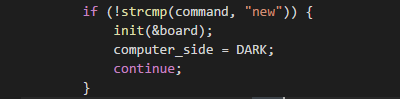 if (!strcmp(command, "new")) {
init(&board);
computer_side = DARK;
continue;
}